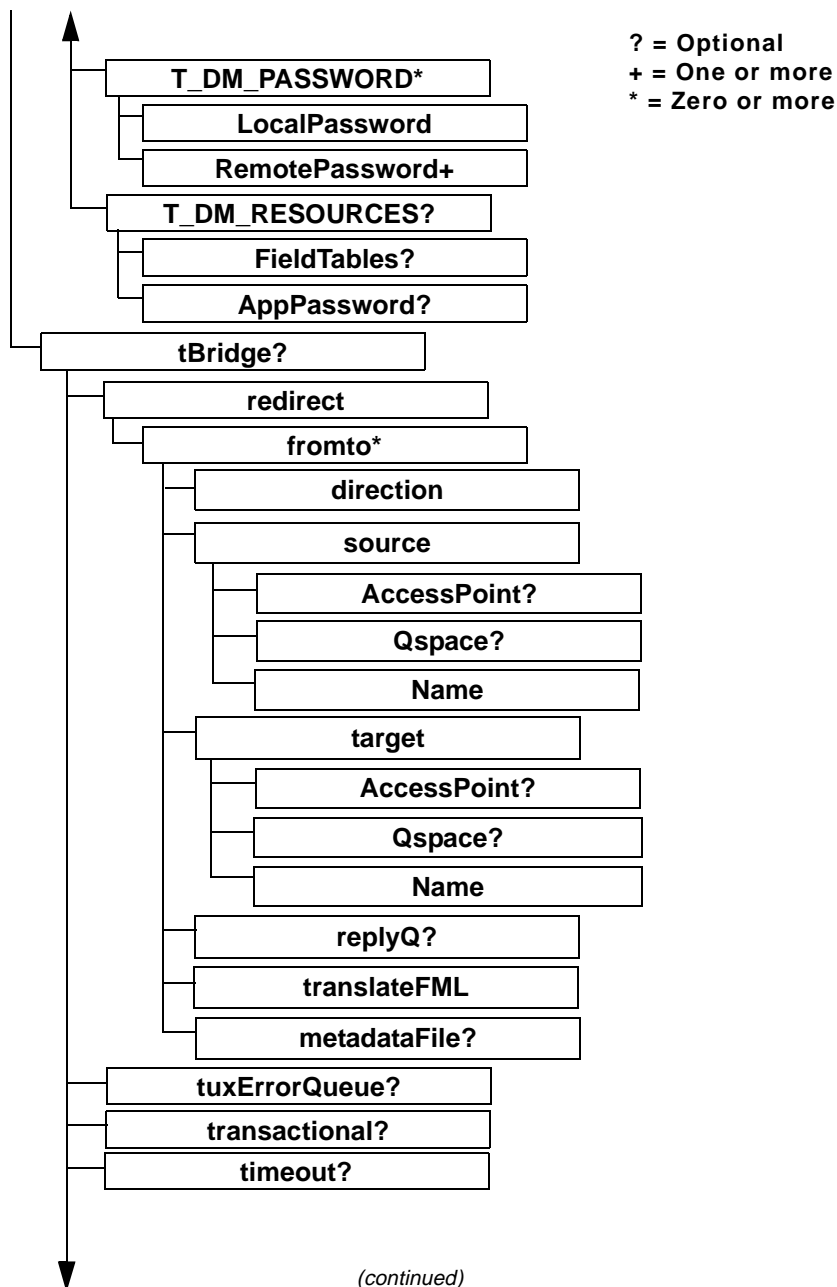 ? = Optional
+ = One or more
* = Zero or more
T_DM_PASSWORD*
LocalPassword
RemotePassword+
T_DM_RESOURCES?
FieldTables?
AppPassword?
tBridge?
redirect
fromto*
direction
source
AccessPoint?
Qspace?
Name
target
AccessPoint?
Qspace?
Name
replyQ?
translateFML
metadataFile?
tuxErrorQueue?
transactional?
timeout?
(continued)